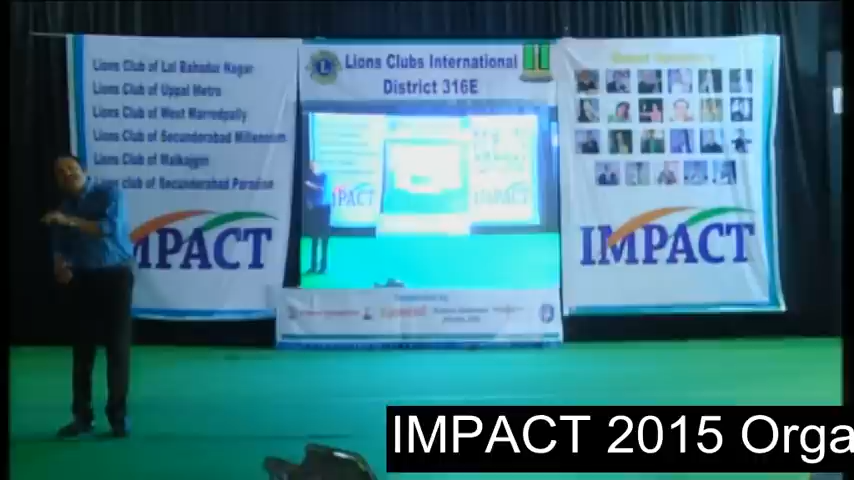 Lions Club of Lal Bahadur Nagar
Lions Club of Uppal Metro
Lions Club of West Marredpally
Lions Club of Secunderabad Millennium
Lions Club of Malkajgiri
Lions club of Secunderabad Paradise
IMPACT
Lions Clubs International
District 316E
IMPACT
IMPACT
IMPACT 2015 Orga